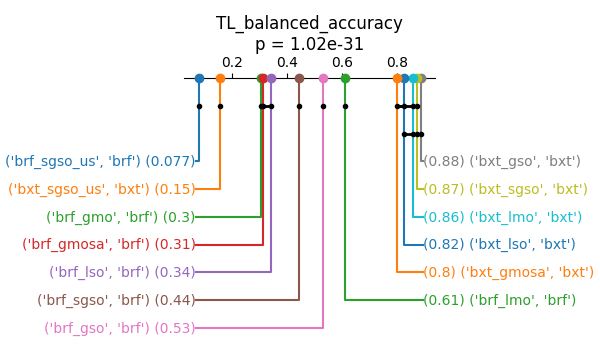 TL_balanced_accuracy
p = 1.02e-31
0.2 0.4 0.6 0.8
('brf_sgso_us', 'brf') (0.077) (0.88) ('bxt_gso', 'bxt')
('bxt_sgso_us', 'bxt') (0.15) (0.87) ('bxt_sgso', 'bxt')
('brf_gmo', 'brf') (0.3) (0.86) ('bxt_lmo', 'bxt')
('brf_gmosa', 'brf') (0.31) (0.82) ('bxt_lso', 'bxt')
('brf_lso', 'brf') (0.34) (0.8) ('bxt_gmosa', 'bxt')
('brf_sgso', 'brf') (0.44) (0.61) ('brf_lmo', 'brf')
('brf_gso', 'brf') (0.53)